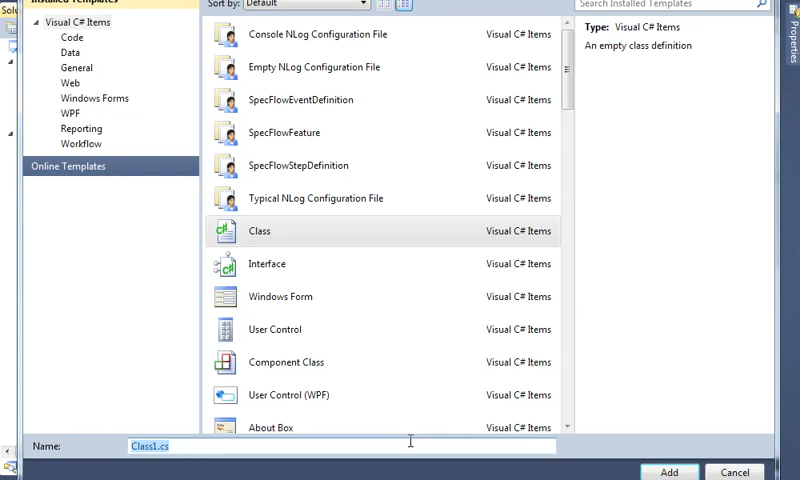 Solu
Installed Templates
Sort by: Default
Search Installed Templates
Visual C# Items
Code
Data
General
Web
Windows Forms
WPF
Reporting
Workflow
Online Templates
Console NLog Configuration File Visual C# Items
Empty NLog Configuration File Visual C# Items
SpecFlowEventDefinition Visual C# Items
SpecFlowFeature Visual C# Items
SpecFlowStepDefinition Visual C# Items
Typical NLog Configuration File Visual C# Items
Class Visual C# Items
Interface Visual C# Items
Windows Form Visual C# Items
User Control Visual C# Items
Component Class Visual C# Items
User Control (WPF) Visual C# Items
About Box Visual C# Items
Type: Visual C# Items
An empty class definition
Properties
Name: Class1.cs
Add Cancel